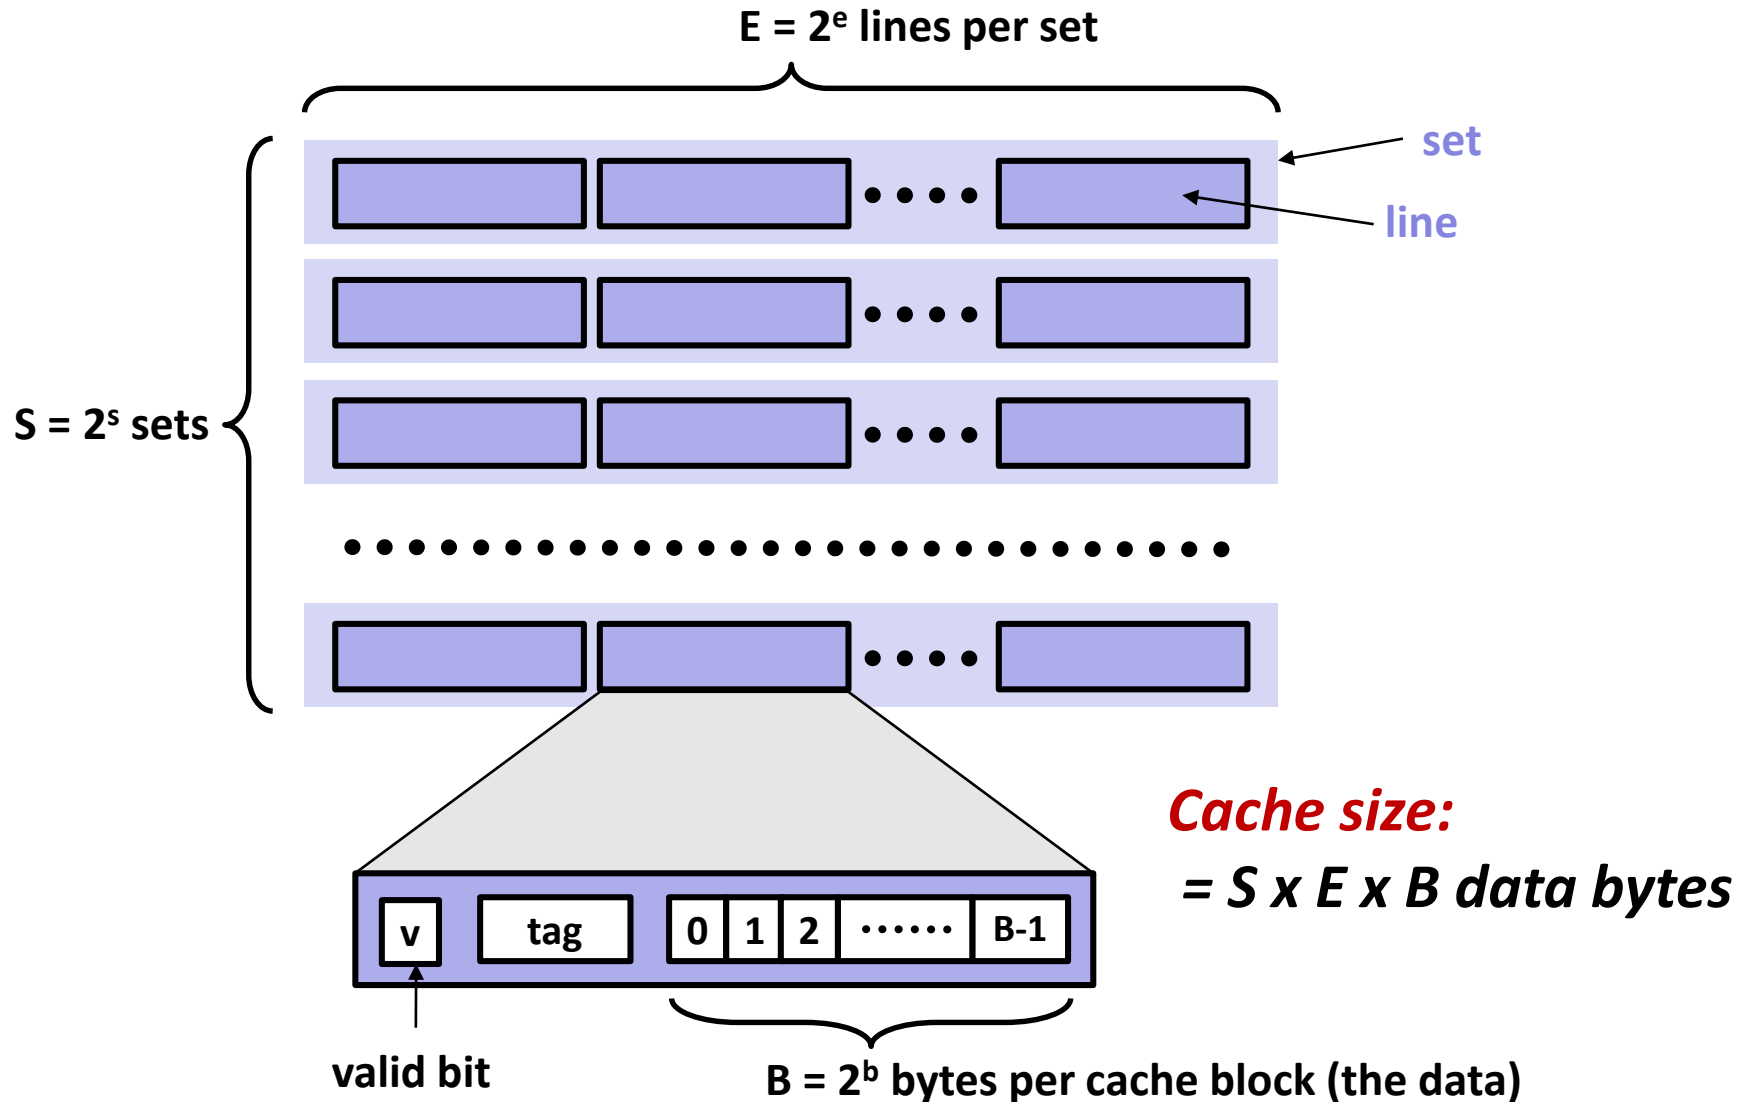 E = 2ᵉ lines per set
set
line
S = 2ˢ sets
Cache size:
= S x E x B data bytes
v
tag
0 1 2 •••••• B-1
valid bit
B = 2ᵇ bytes per cache block (the data)